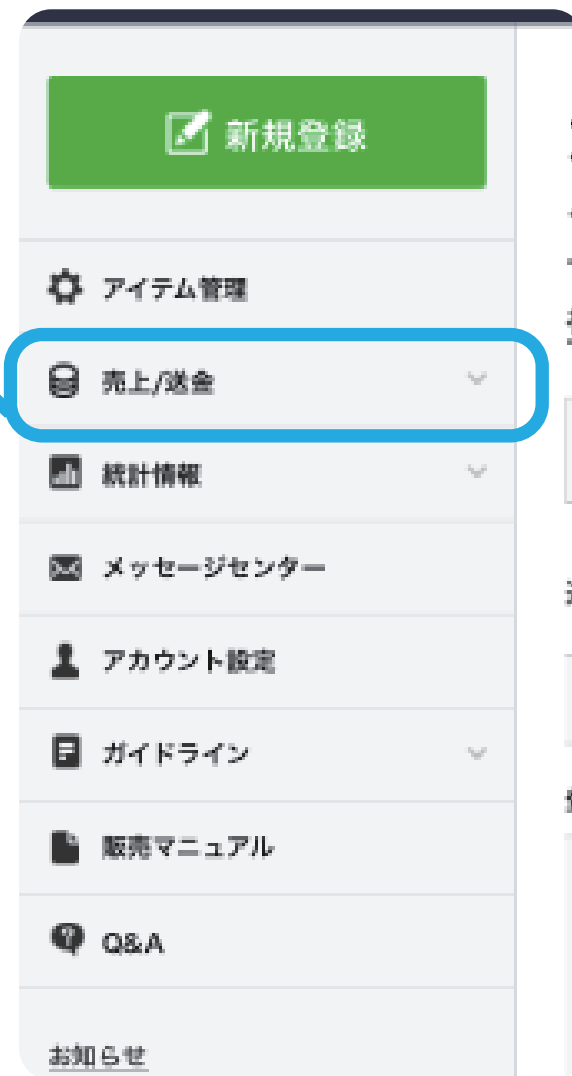 新規登録
アイテム管理
売上/送金
統計情報
メッセージセンター
アカウント設定
ガイドライン
販売マニュアル
Q&A
お知らせ